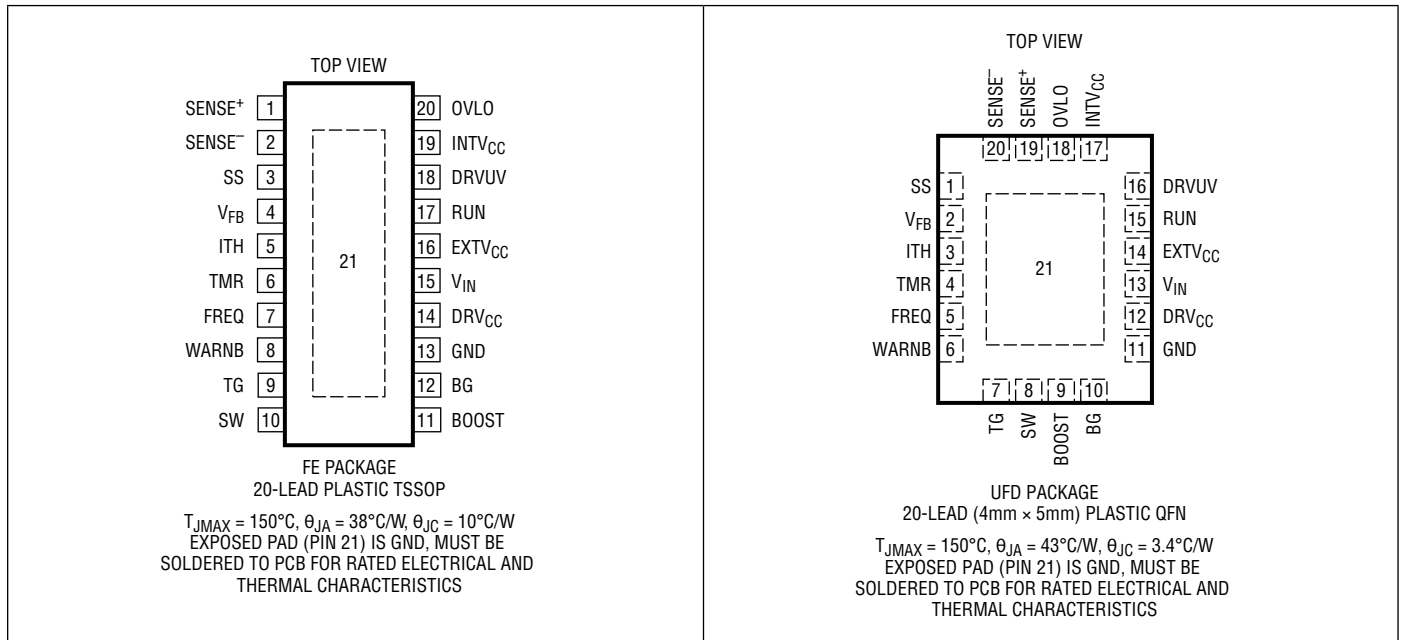 TOP VIEW
SENSE+ 1 20 OVLO
SENSE– 2 19 INTVCC
SS 3 18 DRVUV
VFB 4 17 RUN
ITH 5 16 EXTVCC
TMR 6 15 VIN
FREQ 7 14 DRVCC
WARNB 8 13 GND
TG 9 12 BG
SW 10 11 BOOST
21
FE PACKAGE
20-LEAD PLASTIC TSSOP
TJMAX = 150°C, θJA = 38°C/W, θJC = 10°C/W
EXPOSED PAD (PIN 21) IS GND, MUST BE
SOLDERED TO PCB FOR RATED ELECTRICAL AND
THERMAL CHARACTERISTICS
TOP VIEW
SENSE– SENSE+ OVLO INTVCC
20 19 18 17
SS 1 16 DRVUV
VFB 2 15 RUN
ITH 3 14 EXTVCC
TMR 4 13 VIN
FREQ 5 12 DRVCC
WARNB 6 11 GND
21
7 8 9 10
TG SW BOOST BG
UFD PACKAGE
20-LEAD (4mm × 5mm) PLASTIC QFN
TJMAX = 150°C, θJA = 43°C/W, θJC = 3.4°C/W
EXPOSED PAD (PIN 21) IS GND, MUST BE
SOLDERED TO PCB FOR RATED ELECTRICAL AND
THERMAL CHARACTERISTICS